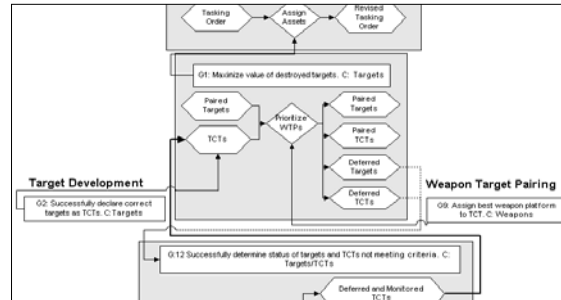 Tasking
Order
Assign
Assets
Revised
Tasking
Order
G1: Maximize value of destroyed targets. C: Targets
Paired
Targets
TCTs
Prioritize
WTPs
Paired
Targets
Paired
TCTs
Deferred
Targets
Deferred
TCTs
Target Development
G2: Successfully declare correct
targets as TCTs. C: Targets
Weapon Target Pairing
G9: Assign best weapon platform
to TCT. C: Weapons
G:12 Successfully determine status of targets and TCTs not meeting criteria. C:
Targets/TCTs
Deferred and Monitored
TCTs